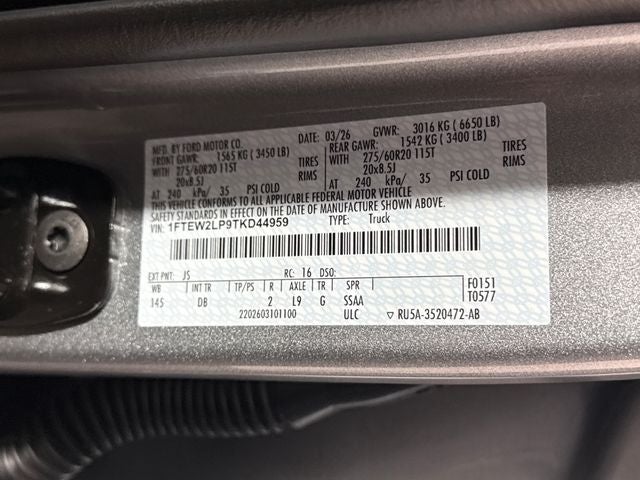 MFD. BY FORD MOTOR CO. DATE: 03/26 GVWR: 3016 KG ( 6650 LB)
FRONT GAWR: 1565 KG ( 3450 LB) REAR GAWR: 1542 KG ( 3400 LB)
WITH 275/60R20 115T TIRES WITH 275/60R20 115T TIRES
20x8.5J RIMS 20x8.5J RIMS
AT 240 kPa/ 35 PSI COLD AT 240 kPa/ 35 PSI COLD
THIS VEHICLE CONFORMS TO ALL APPLICABLE FEDERAL MOTOR VEHICLE
SAFETY AND THEFT PREVENTION STANDARDS IN EFFECT ON THE DATE OF MANUFACTURE SHOWN ABOVE.
VIN: 1FTEW2LP9TKD44959 TYPE: Truck
EXT PNT: JS RC: 16 DSO:
WB INT TR TP/PS R AXLE TR SPR F0151
145 DB 2 L9 G SSAA T0577
2202603101100 ULC RU5A-3520472-AB